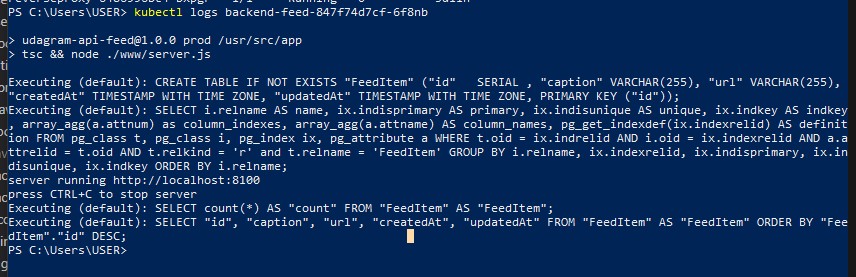 PS C:\Users\USER> kubectl logs backend-feed-847f74d7cf-6f8nb
> udagram-api-feed@1.0.0 prod /usr/src/app
> tsc && node ./www/server.js
Executing (default): CREATE TABLE IF NOT EXISTS "FeedItem" ("id"   SERIAL , "caption" VARCHAR(255), "url" VARCHAR(255),
"createdAt" TIMESTAMP WITH TIME ZONE, "updatedAt" TIMESTAMP WITH TIME ZONE, PRIMARY KEY ("id"));
Executing (default): SELECT i.relname AS name, ix.indisprimary AS primary, ix.indisunique AS unique, ix.indkey AS indkey
, array_agg(a.attnum) as column_indexes, array_agg(a.attname) AS column_names, pg_get_indexdef(ix.indexrelid) AS definit
ion FROM pg_class t, pg_class i, pg_index ix, pg_attribute a WHERE t.oid = ix.indrelid AND i.oid = ix.indexrelid AND a.a
ttrelid = t.oid AND t.relkind = 'r' and t.relname = 'FeedItem' GROUP BY i.relname, ix.indexrelid, ix.indisprimary, ix.in
disunique, ix.indkey ORDER BY i.relname;
server running http://localhost:8100
press CTRL+C to stop server
Executing (default): SELECT count(*) AS "count" FROM "FeedItem" AS "FeedItem";
Executing (default): SELECT "id", "caption", "url", "createdAt", "updatedAt" FROM "FeedItem" AS "FeedItem" ORDER BY "Fee
dItem"."id" DESC;
PS C:\Users\USER>